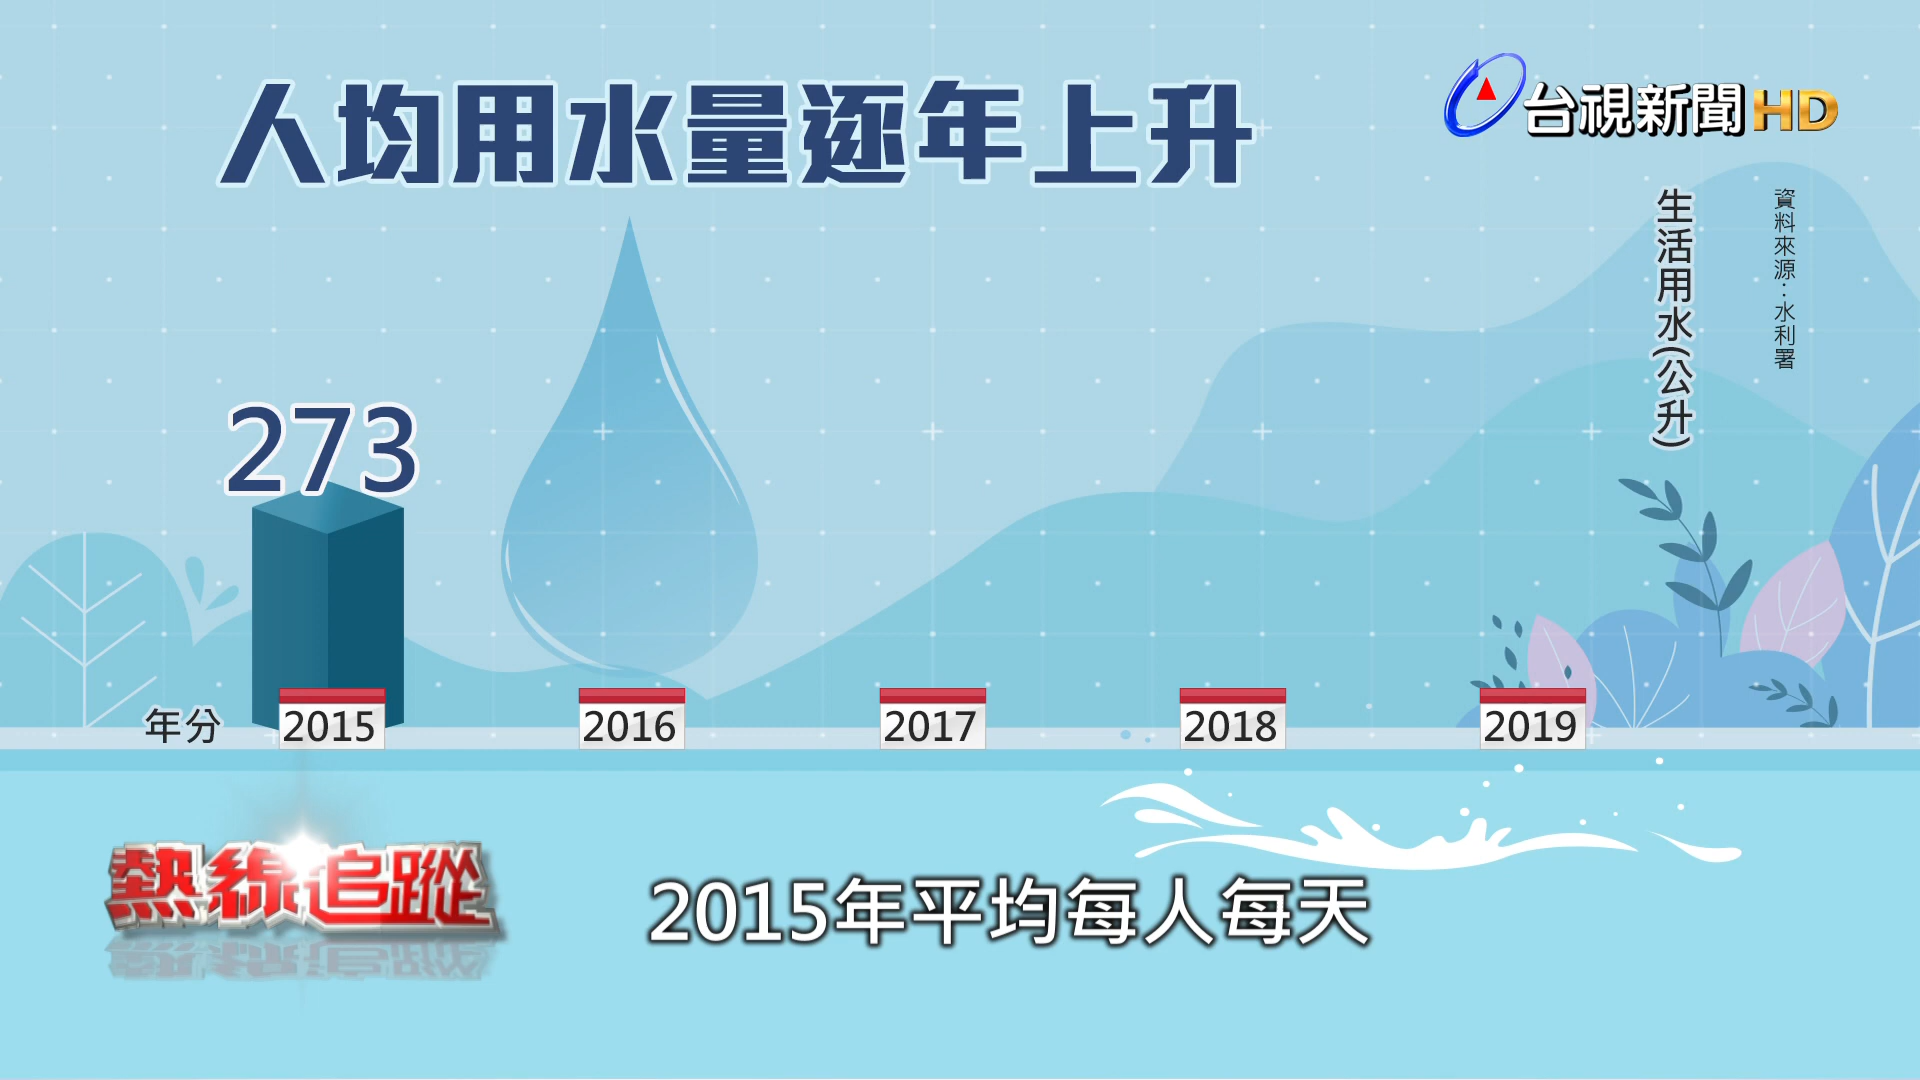 人均用水量逐年上升
台視新聞HD
資料來源:水利署
生活用水(公升)
273
年分
2015
2016
2017
2018
2019
熱線追蹤
2015年平均每人每天